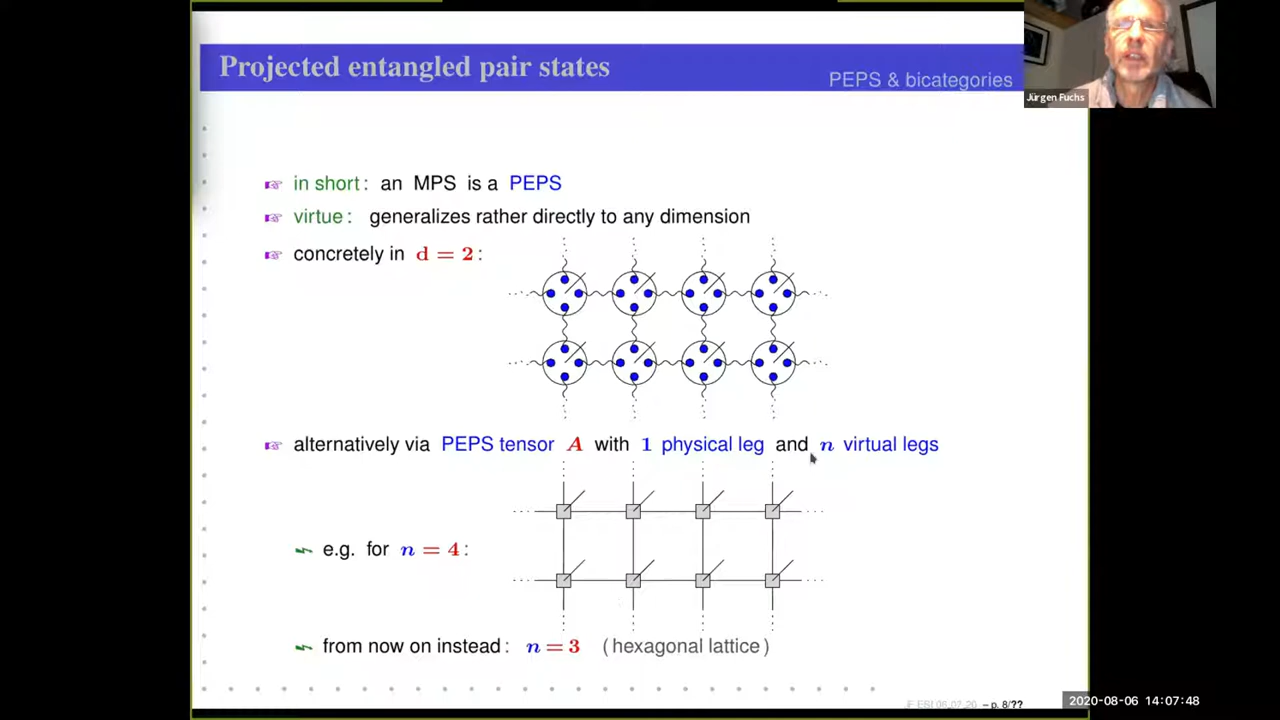 Projected entangled pair states
PEPS & bicategories
Jürgen Fuchs
in short: an MPS is a PEPS
virtue: generalizes rather directly to any dimension
concretely in d = 2:
alternatively via PEPS tensor A with 1 physical leg and n virtual legs
e.g. for n = 4:
from now on instead: n = 3 (hexagonal lattice)
– p. 8/??
2020-08-06 14:07:48